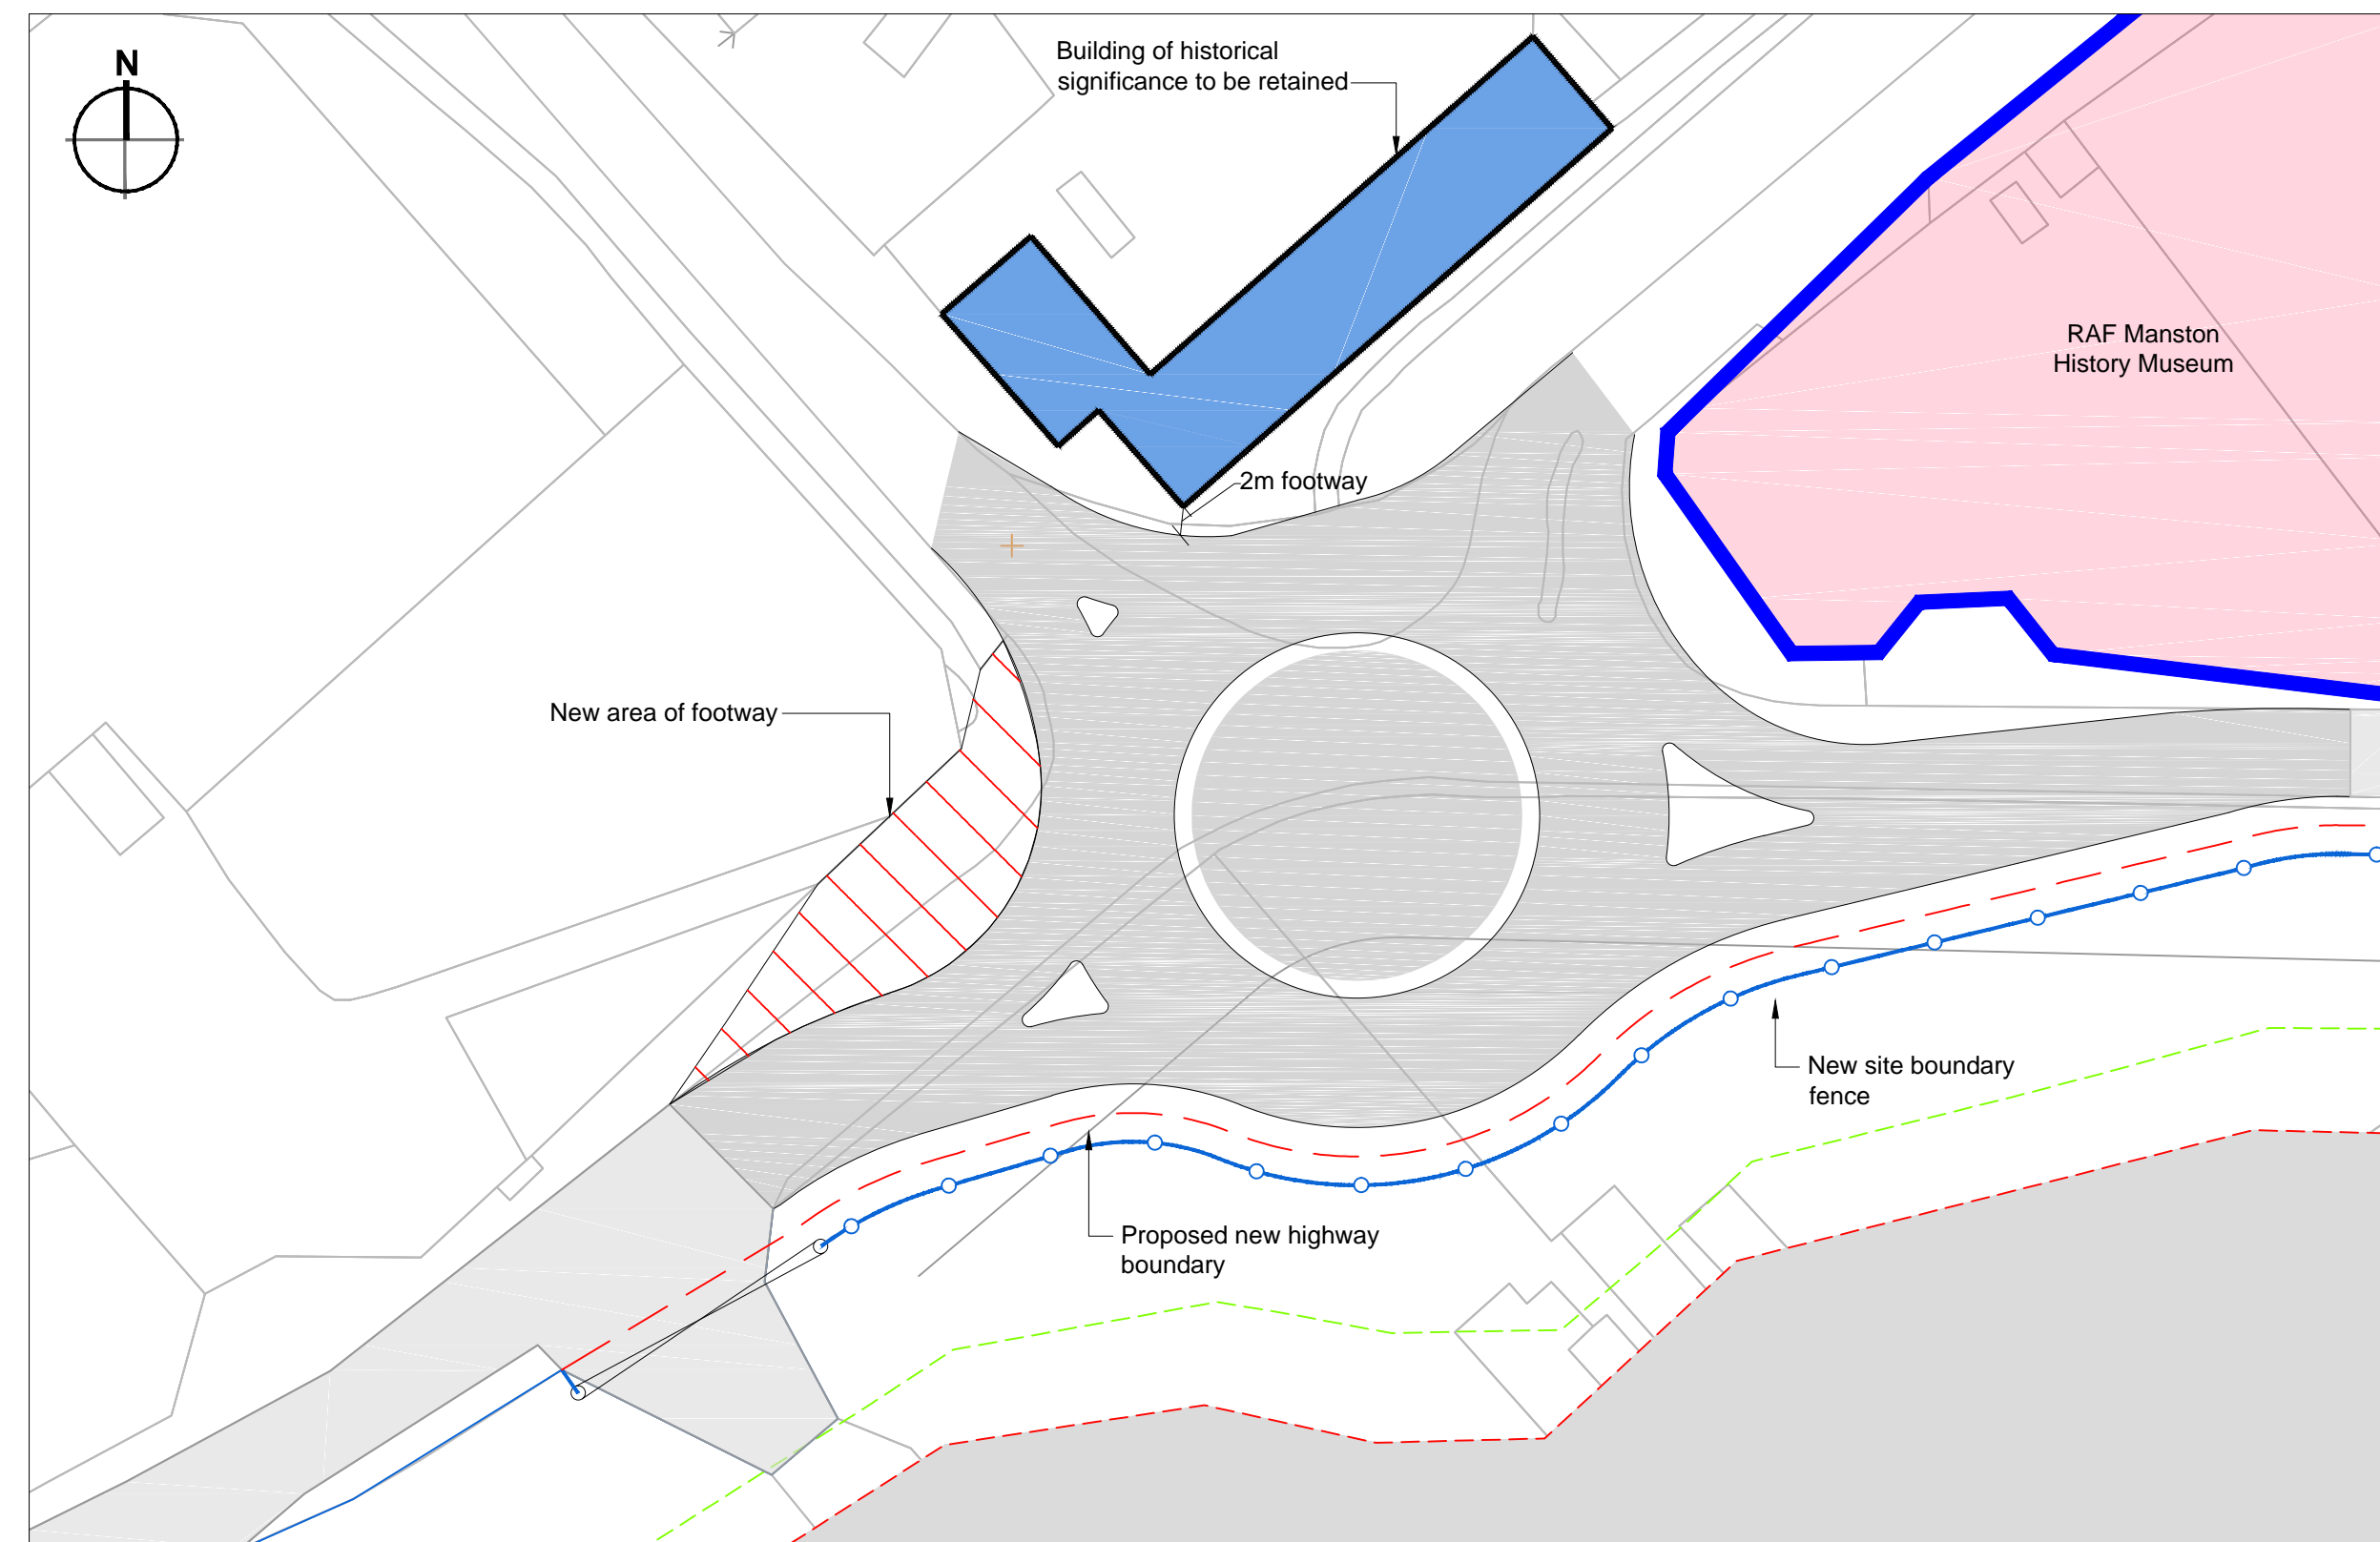 N
Building of historical
significance to be retained
RAF Manston
History Museum
2m footway
New area of footway
New site boundary
fence
Proposed new highway
boundary